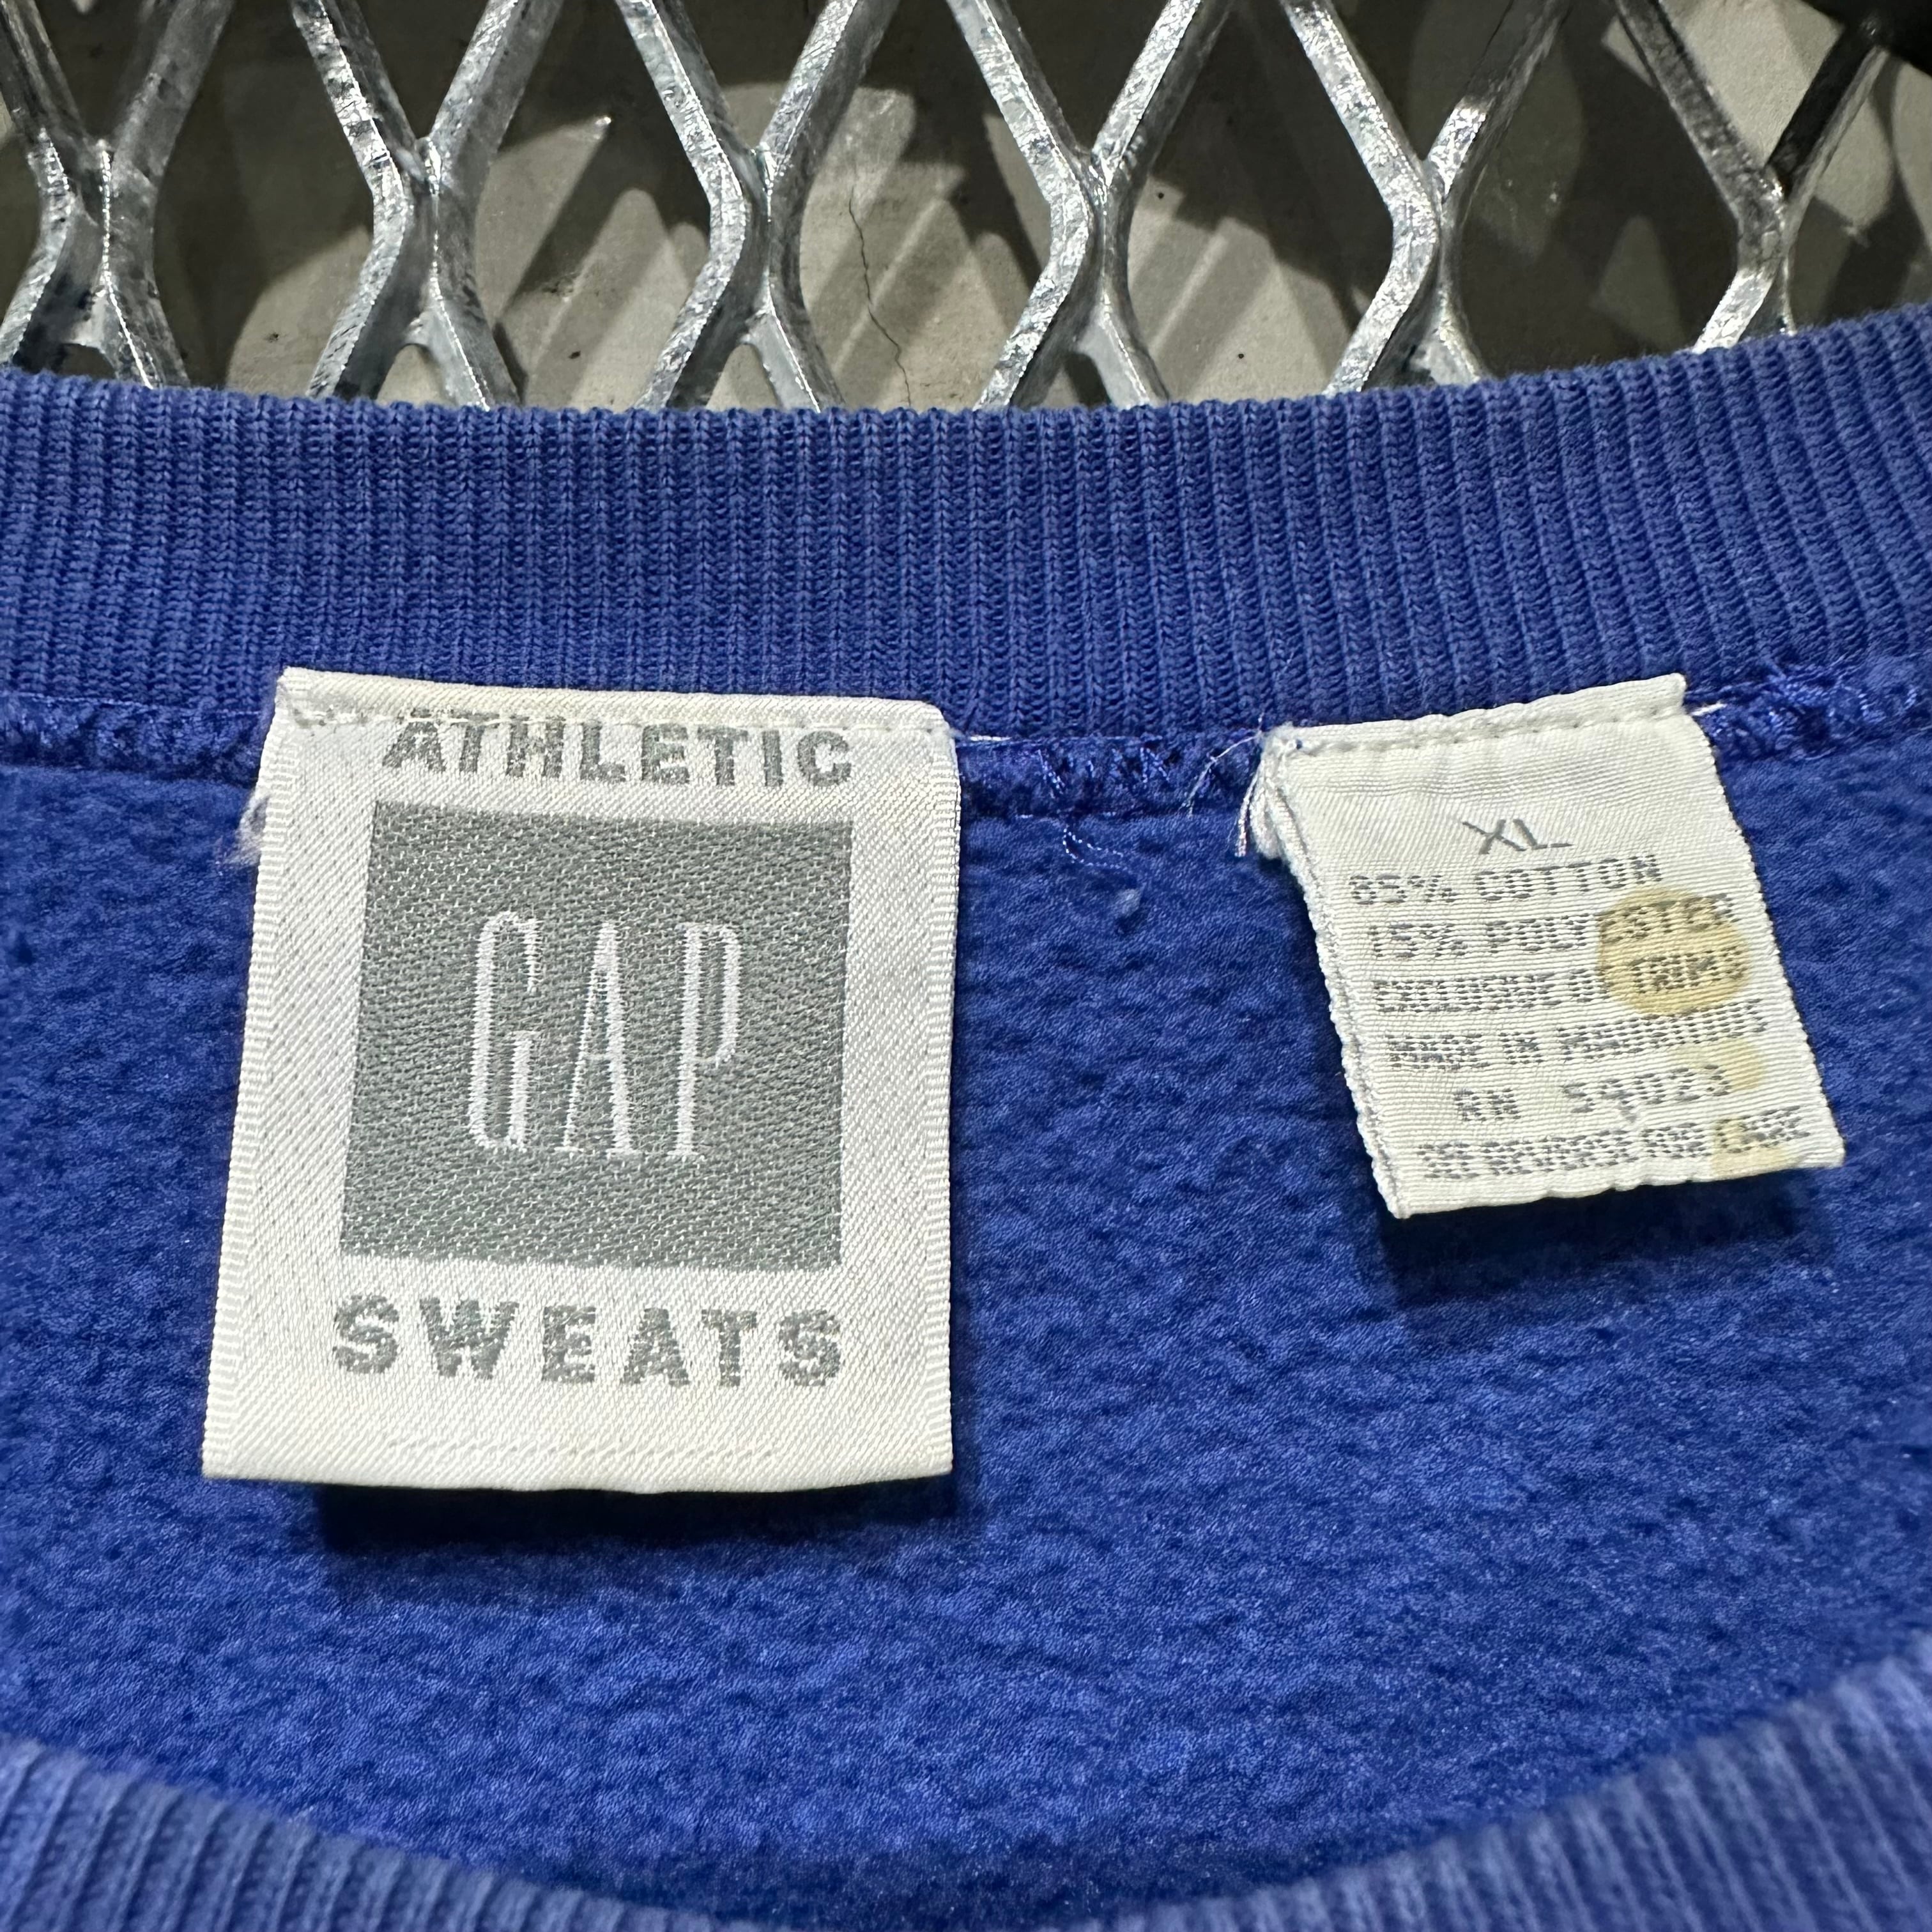 ATHLETIC
GAP
SWEATS
XL
85% COTTON
15% POLYESTER
EXCLUSIVE OF TRIMS
MADE IN MAURITIUS
RN 59023
SEE REVERSE FOR CARE